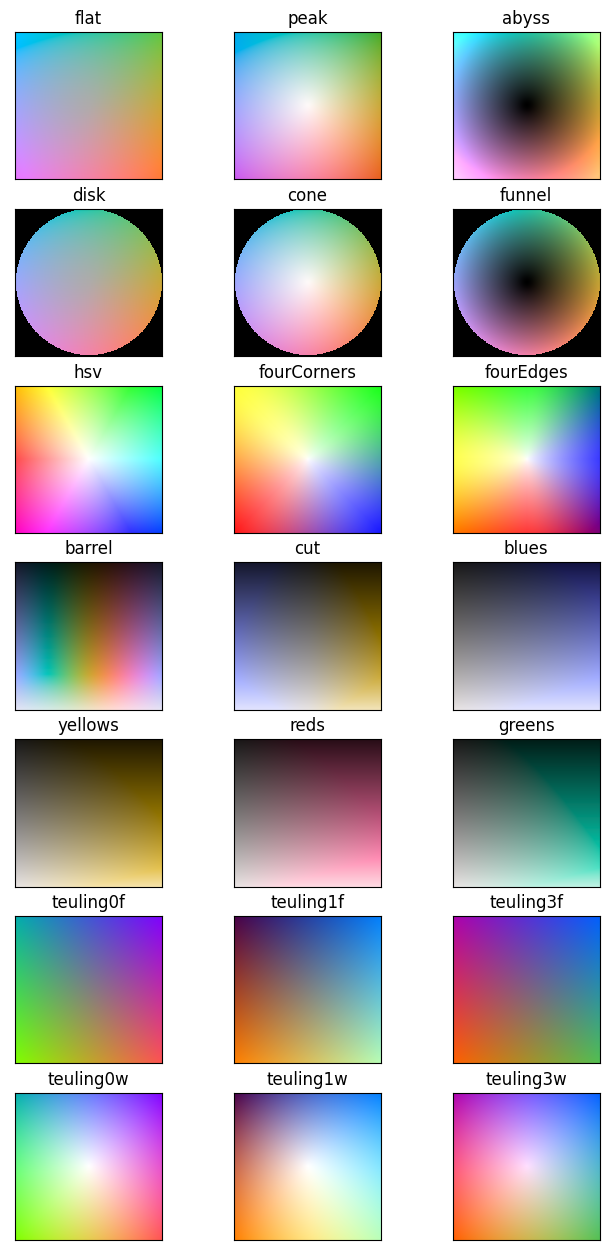 flat peak abyss
disk cone funnel
hsv fourCorners fourEdges
barrel cut blues
yellows reds greens
teuling0f teuling1f teuling3f
teuling0w teuling1w teuling3w